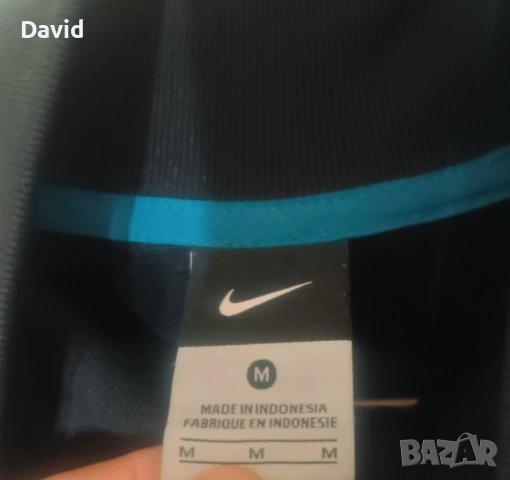 David
M
MADE IN INDONESIA
FABRIQUE EN INDONESIE
M M M
BAZAR